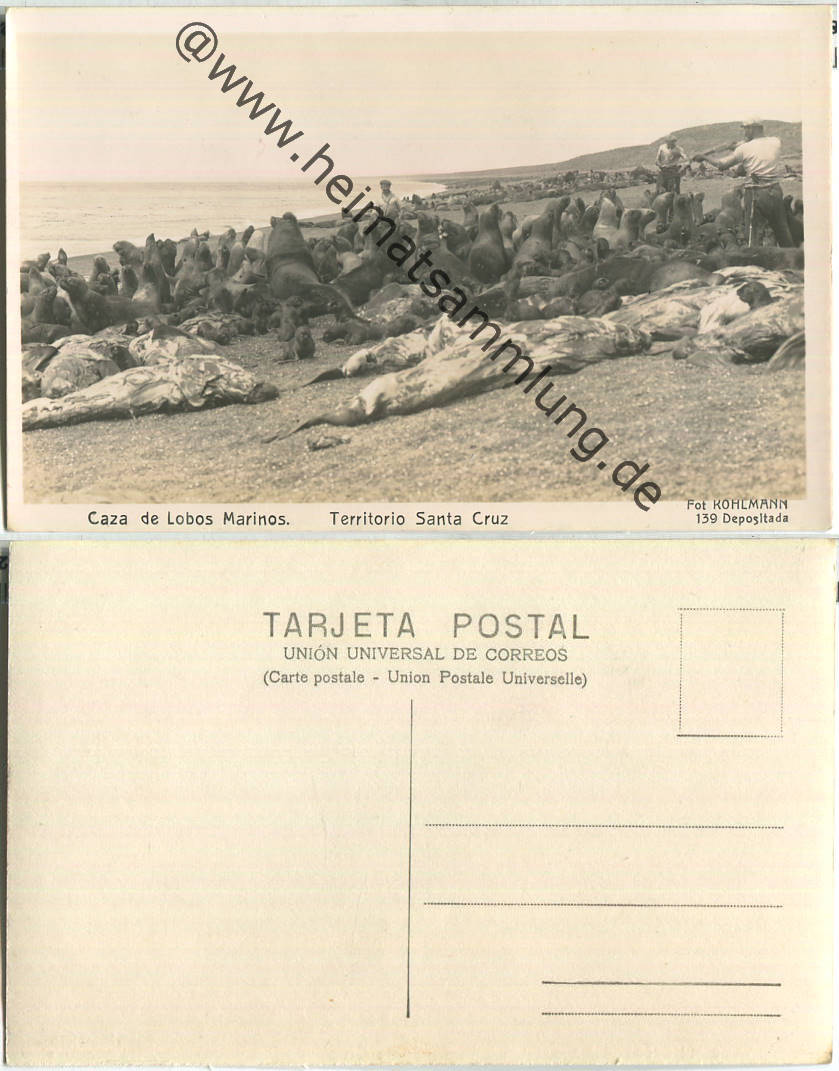 @www.heimatsammlung.de
Caza de Lobos Marinos. Territorio Santa Cruz
Fot KOHLMANN
139 Depositada
TARJETA POSTAL
UNIÓN UNIVERSAL DE CORREOS
(Carte postale - Union Postale Universelle)